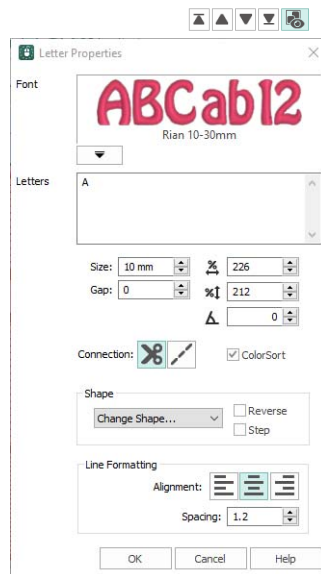 Letter Properties
Font
ABCab12
Rian 10-30mm
Letters
A
Size: 10 mm % 226
Gap: 0 % 212
0
Connection: ColorSort
Shape
Change Shape... Reverse
Step
Line Formatting
Alignment:
Spacing: 1.2
OK Cancel Help